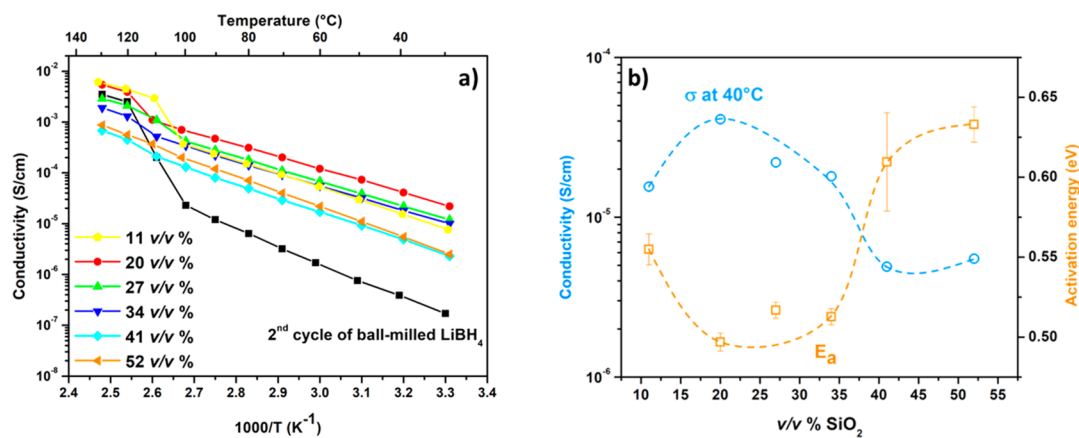 Temperature (°C)
140 120 100 80 60 40
a)
10⁻² 10⁻³ 10⁻⁴ 10⁻⁵ 10⁻⁶ 10⁻⁷ 10⁻⁸
Conductivity (S/cm)
11 v/v %
20 v/v %
27 v/v %
34 v/v %
41 v/v %
52 v/v %
2ⁿᵈ cycle of ball-milled LiBH₄
2.4 2.5 2.6 2.7 2.8 2.9 3.0 3.1 3.2 3.3 3.4
1000/T (K⁻¹)
b)
σ at 40°C
Eₐ
10⁻⁴ 10⁻⁵ 10⁻⁶
Conductivity (S/cm)
0.65
0.60
0.55
0.50
Activation energy (eV)
10 15 20 25 30 35 40 45 50 55
v/v % SiO₂